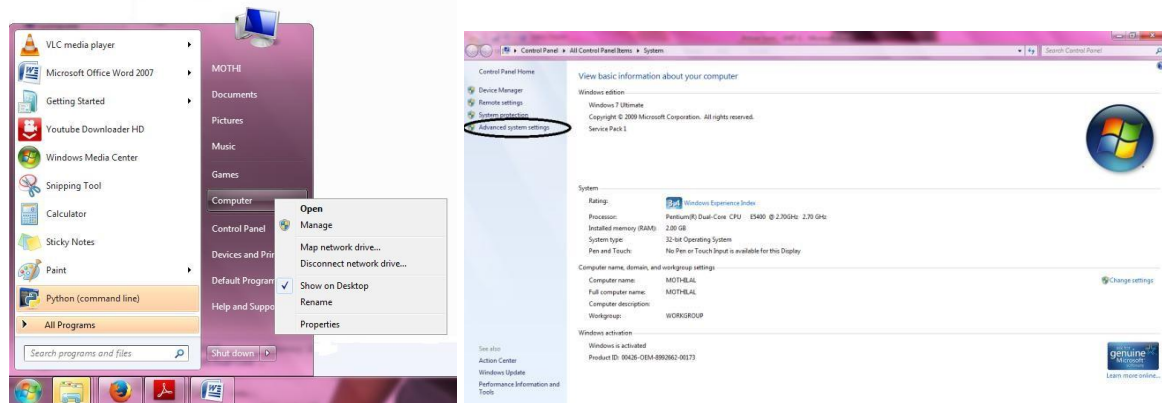 VLC media player
Microsoft Office Word 2007
Getting Started
Youtube Downloader HD
Windows Media Center
Snipping Tool
Calculator
Sticky Notes
Paint
Python (command line)
All Programs
Search programs and files
MOTHI
Documents
Pictures
Music
Games
Computer
Control Panel
Devices and Prin
Default Program
Help and Suppo
Shut down
Open
Manage
Map network drive...
Disconnect network drive...
Show on Desktop
Rename
Properties
Control Panel All Control Panel Items System
Search Control Panel
Control Panel Home
Device Manager
Remote settings
System protection
Advanced system settings
See also
Action Center
Windows Update
Performance Information and
Tools
View basic information about your computer
Windows edition
Windows 7 Ultimate
Copyright © 2009 Microsoft Corporation. All rights reserved.
Service Pack 1
System
Rating: Windows Experience Index
Processor: Pentium(R) Dual-Core CPU E5400 @ 2.70GHz 2.70 GHz
Installed memory (RAM): 2.00 GB
System type: 32-bit Operating System
Pen and Touch: No Pen or Touch Input is available for this Display
Computer name, domain, and workgroup settings
Computer name: MOTHILAL
Change settings
Full computer name: MOTHILAL
Computer description:
Workgroup: WORKGROUP
Windows activation
Windows is activated
Product ID: 00426-OEM-8992662-00173
genuine
Microsoft
Learn more online...